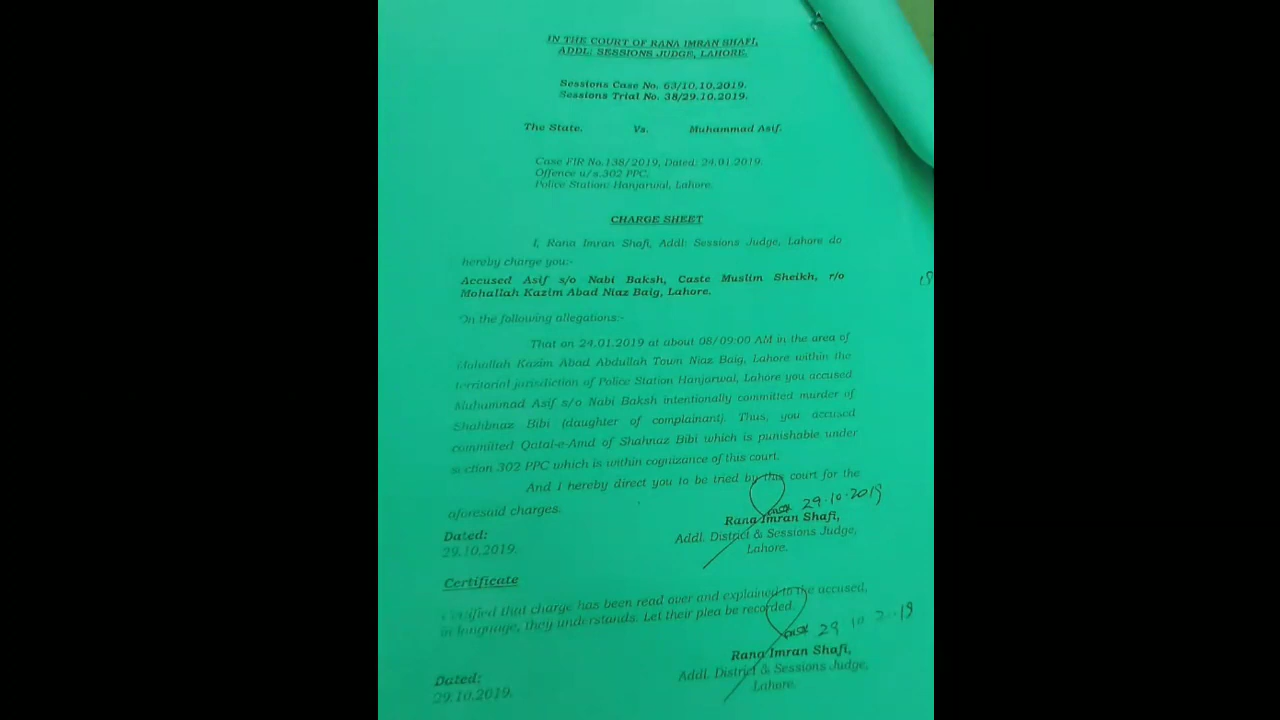 IN THE COURT OF RANA IMRAN SHAFI,
ADDL: SESSIONS JUDGE, LAHORE.
Sessions Case No. 63/10.10.2019.
Sessions Trial No. 38/29.10.2019.
The State. Vs. Muhammad Asif.
Case FIR No.138/2019, Dated: 24.01.2019.
Offence u/s.302 PPC.
Police Station: Hanjarwal, Lahore.
CHARGE SHEET
I, Rana Imran Shafi, Addl: Sessions Judge, Lahore do
hereby charge you:-
Accused Asif s/o Nabi Baksh, Caste Muslim Sheikh, r/o
Mohallah Kazim Abad Niaz Baig, Lahore.
On the following allegations:-
That on 24.01.2019 at about 08/09:00 AM in the area of
Mohallah Kazim Abad Abdullah Town Niaz Baig, Lahore within the
territorial jurisdiction of Police Station Hanjarwal, Lahore you accused
Muhammad Asif s/o Nabi Baksh intentionally committed murder of
Shahbnaz Bibi (daughter of complainant). Thus, you accused
committed Qatal-e-Amd of Shahnaz Bibi which is punishable under
section 302 PPC which is within cognizance of this court.
And I hereby direct you to be tried by this court for the
aforesaid charges.
29.10.2019
Rana Imran Shafi,
Dated: Addl. District & Sessions Judge,
29.10.2019. Lahore.
Certificate
Certified that charge has been read over and explained to the accused,
in language, they understands. Let their plea be recorded.
29 10 2019
Rana Imran Shafi,
Dated: Addl. District & Sessions Judge,
29.10.2019. Lahore.